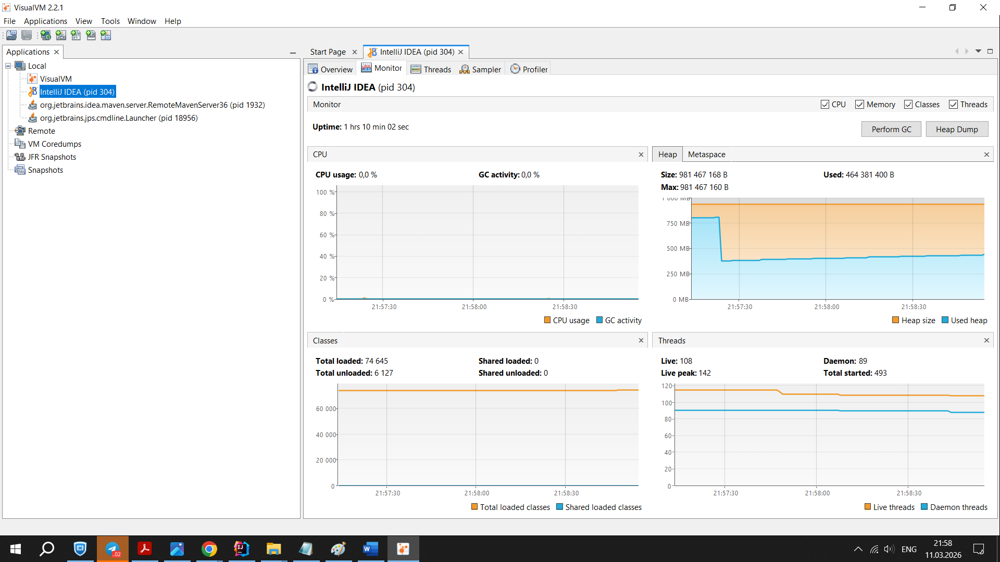 VisualVM 2.2.1
File Applications View Tools Window Help
Applications
Start Page
IntelliJ IDEA (pid 304)
Local
VisualVM
IntelliJ IDEA (pid 304)
org.jetbrains.idea.maven.server.RemoteMavenServer36 (pid 1932)
org.jetbrains.jps.cmdline.Launcher (pid 18956)
Remote
VM Coredumps
JFR Snapshots
Snapshots
Overview Monitor Threads Sampler Profiler
IntelliJ IDEA (pid 304)
Monitor
CPU Memory Classes Threads
Uptime: 1 hrs 10 min 02 sec
Perform GC Heap Dump
CPU
CPU usage: 0,0 % GC activity: 0,0 %
100 %
80 %
60 %
40 %
20 %
0 %
21:57:30 21:58:00 21:58:30
CPU usage GC activity
Heap Metaspace
Size: 981 467 168 B Used: 464 381 400 B
Max: 981 467 160 B
1 000 MB
750 MB
500 MB
250 MB
0 MB
21:57:30 21:58:00 21:58:30
Heap size Used heap
Classes
Total loaded: 74 645 Shared loaded: 0
Total unloaded: 6 127 Shared unloaded: 0
60 000
40 000
20 000
0
21:57:30 21:58:00 21:58:30
Total loaded classes Shared loaded classes
Threads
Live: 108 Daemon: 89
Live peak: 142 Total started: 493
120
100
80
60
40
20
0
21:57:30 21:58:00 21:58:30
Live threads Daemon threads
..02
ENG
21:58
11.03.2026